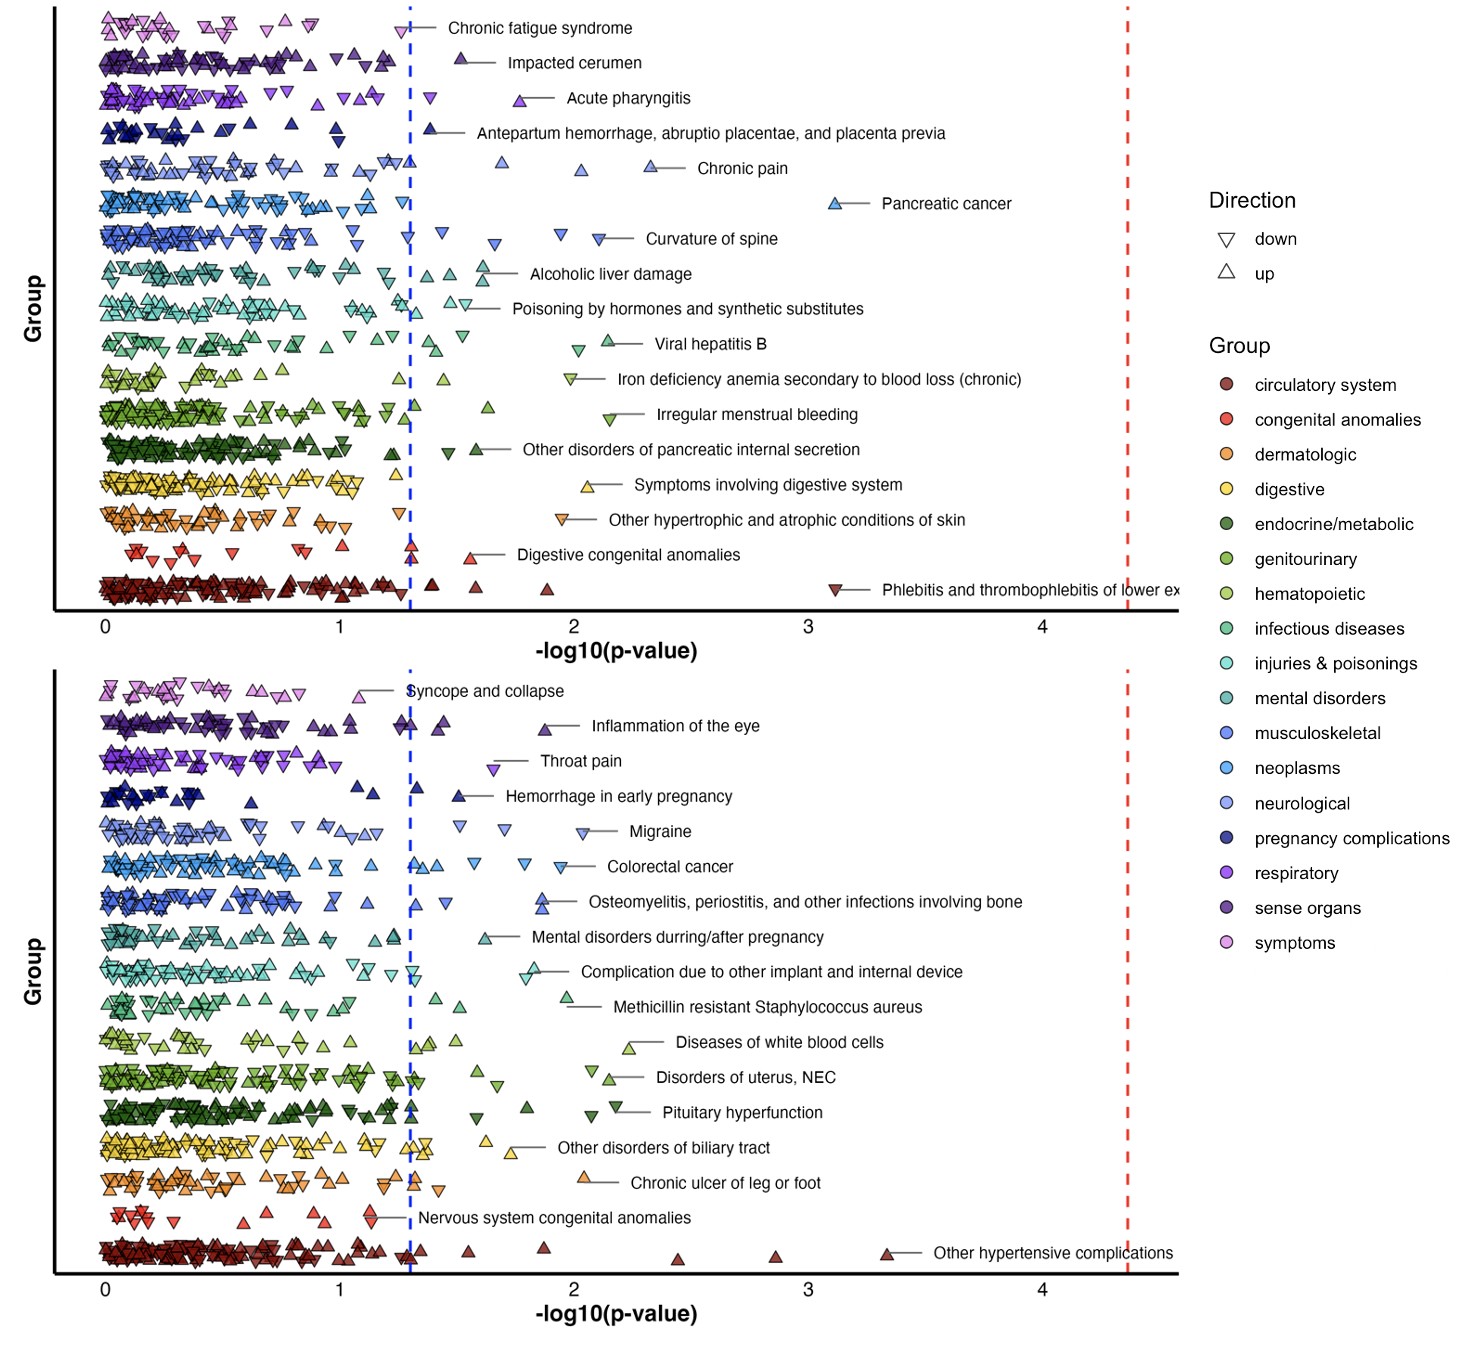 Chronic fatigue syndrome
Impacted cerumen
Acute pharyngitis
Antepartum hemorrhage, abruptio placentae, and placenta previa
Chronic pain
Pancreatic cancer
Curvature of spine
Alcoholic liver damage
Poisoning by hormones and synthetic substitutes
Viral hepatitis B
Iron deficiency anemia secondary to blood loss (chronic)
Irregular menstrual bleeding
Other disorders of pancreatic internal secretion
Symptoms involving digestive system
Other hypertrophic and atrophic conditions of skin
Digestive congenital anomalies
Phlebitis and thrombophlebitis of lower ex
Group
0 1 2 3 4
-log10(p-value)
Syncope and collapse
Inflammation of the eye
Throat pain
Hemorrhage in early pregnancy
Migraine
Colorectal cancer
Osteomyelitis, periostitis, and other infections involving bone
Mental disorders durring/after pregnancy
Complication due to other implant and internal device
Methicillin resistant Staphylococcus aureus
Diseases of white blood cells
Disorders of uterus, NEC
Pituitary hyperfunction
Other disorders of biliary tract
Chronic ulcer of leg or foot
Nervous system congenital anomalies
Other hypertensive complications
Group
0 1 2 3 4
-log10(p-value)
Direction
down
up
Group
circulatory system
congenital anomalies
dermatologic
digestive
endocrine/metabolic
genitourinary
hematopoietic
infectious diseases
injuries & poisonings
mental disorders
musculoskeletal
neoplasms
neurological
pregnancy complications
respiratory
sense organs
symptoms